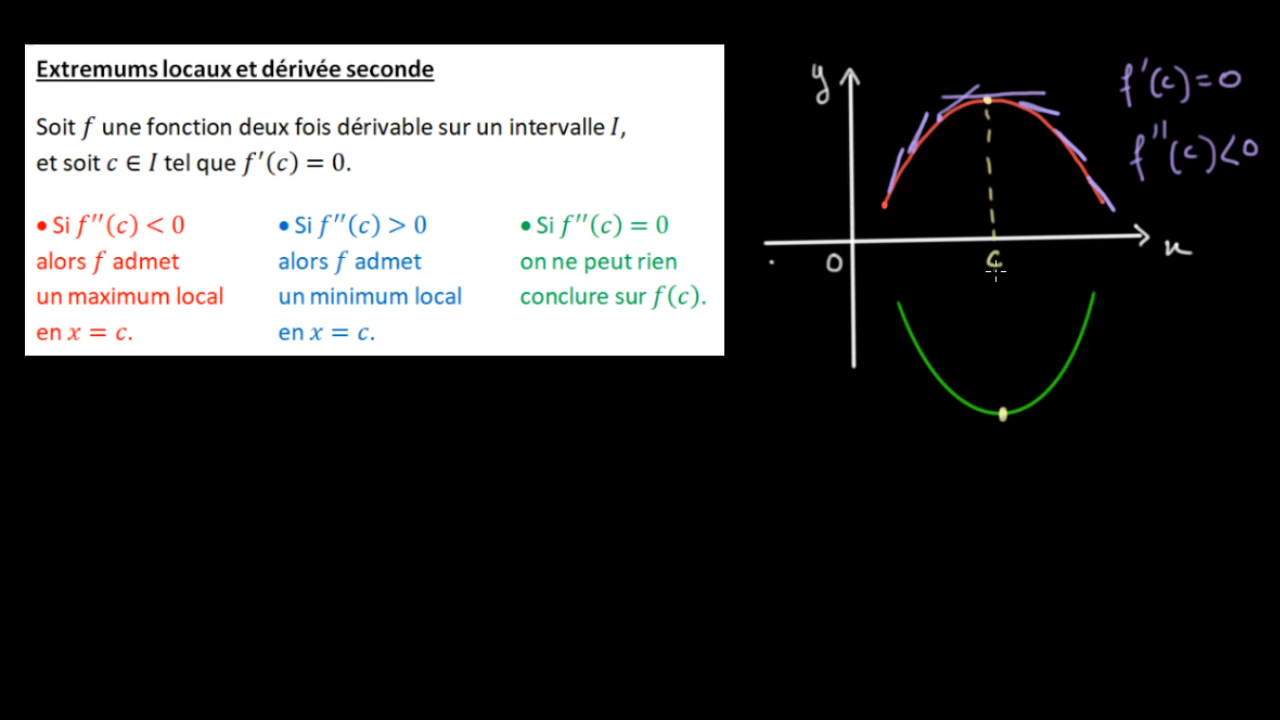 Extremums locaux et dérivée seconde
Soit f une fonction deux fois dérivable sur un intervalle I,
et soit c ∈ I tel que f′(c) = 0.
• Si f″(c) < 0
alors f admet
un maximum local
en x = c.
• Si f″(c) > 0
alors f admet
un minimum local
en x = c.
• Si f″(c) = 0
on ne peut rien
conclure sur f(c).
y
f'(c)=0
f''(c)<0
0
c
x